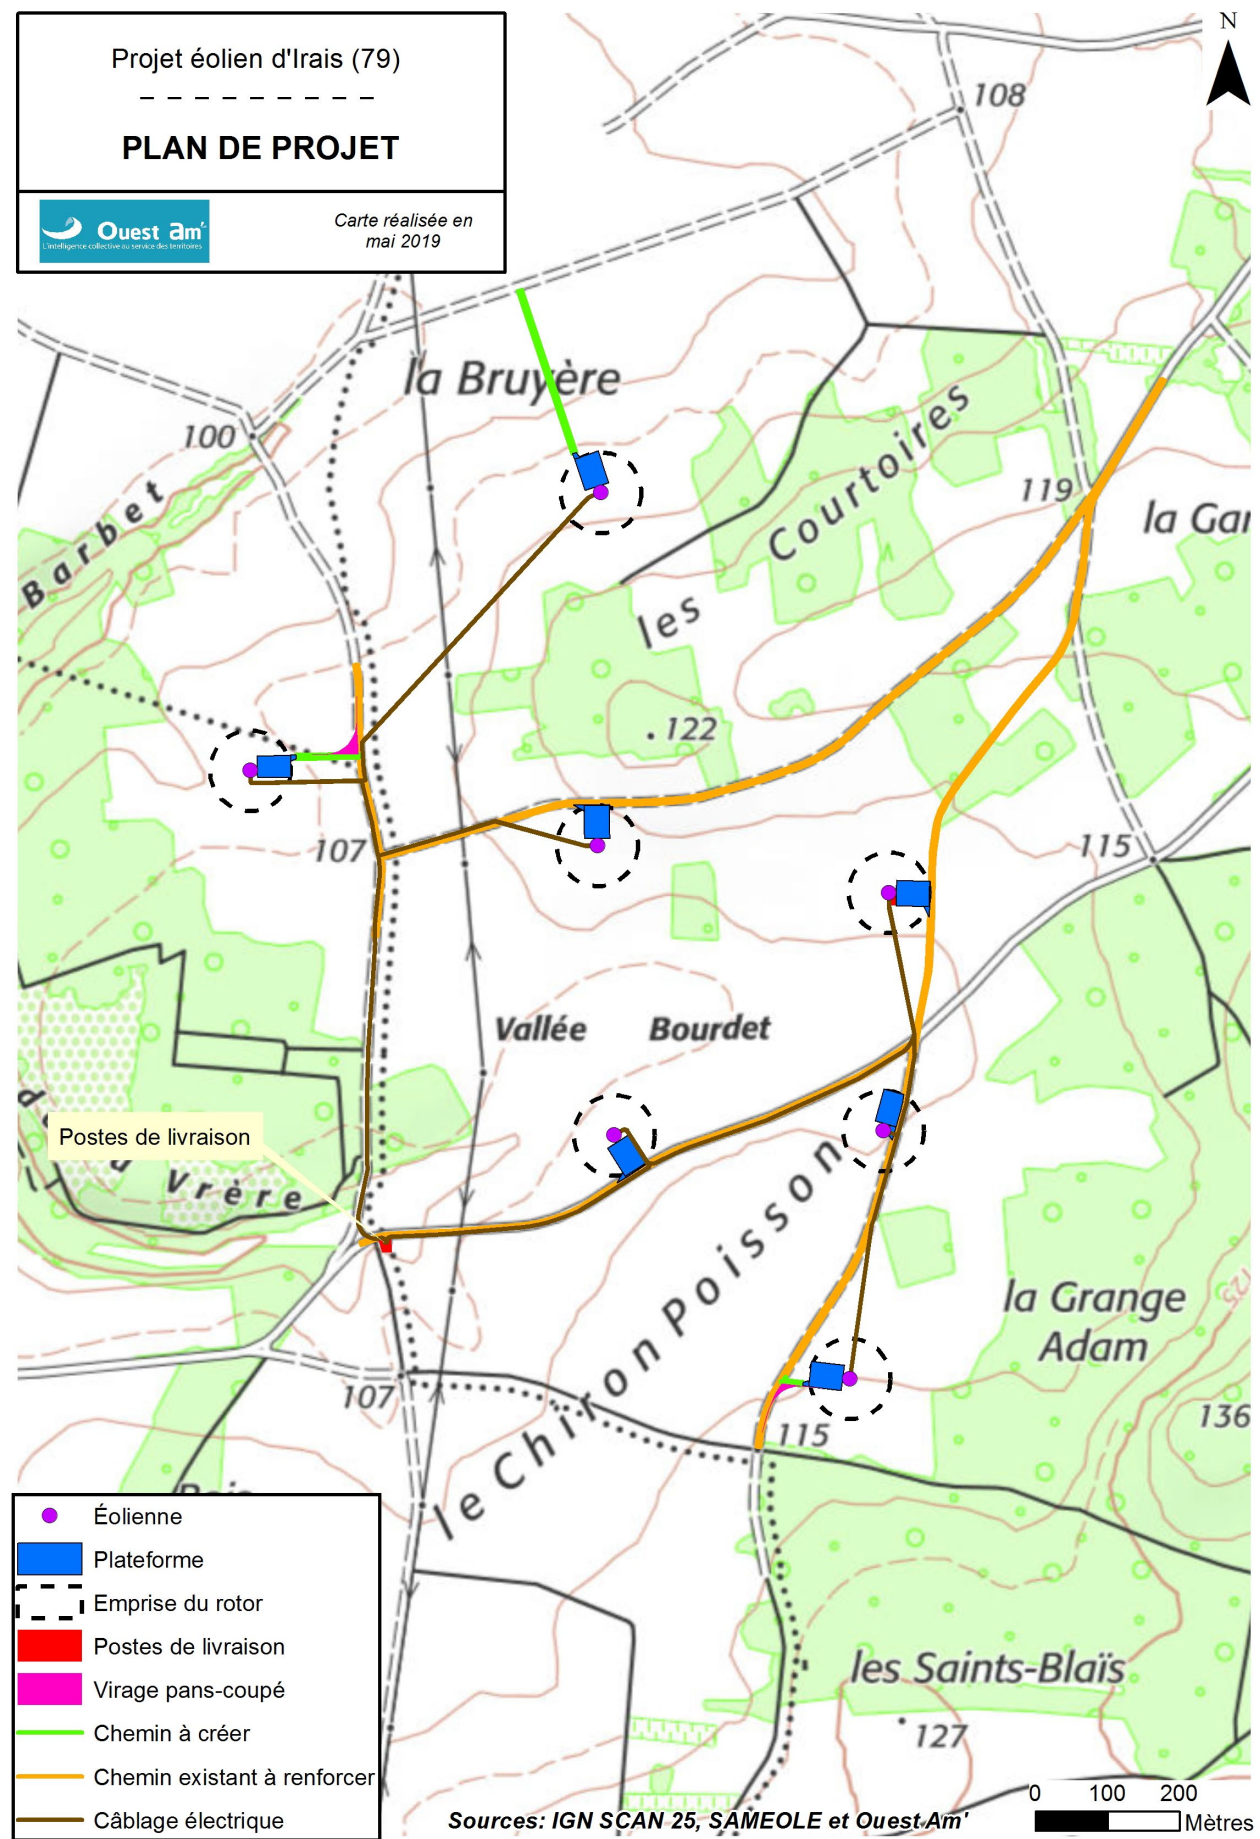 Projet éolien d'Irais (79)
PLAN DE PROJET
Ouest am'
L'intelligence collective au service des territoires
Carte réalisée en
mai 2019
N
108
la Bruyère
100
Barbet
les Courtoires
119
la Gar
122
107
115
Vallée Bourdet
Postes de livraison
Vrère
le Chiron Poisson
la Grange
Adam
125
136
107
115
les Saints-Blaïs
127
Éolienne
Plateforme
Emprise du rotor
Postes de livraison
Virage pans-coupé
Chemin à créer
Chemin existant à renforcer
Câblage électrique
Sources: IGN SCAN 25, SAMEOLE et Ouest Am'
0 100 200
Mètres